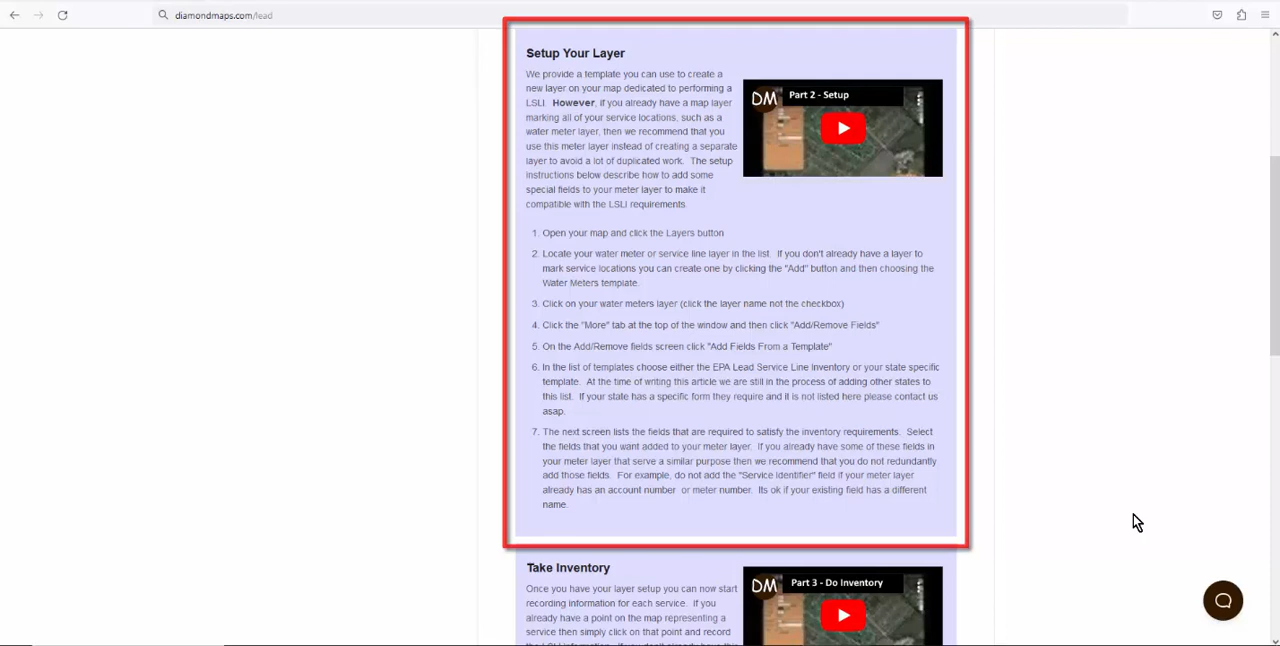 diamondmaps.com/lead
Setup Your Layer
We provide a template you can use to create a
new layer on your map dedicated to performing a
LSLI. However, if you already have a map layer
marking all of your service locations, such as a
water meter layer, then we recommend that you
use this meter layer instead of creating a separate
layer to avoid a lot of duplicated work. The setup
instructions below describe how to add some
special fields to your meter layer to make it
compatible with the LSLI requirements.
DM Part 2 - Setup
1. Open your map and click the Layers button
2. Locate your water meter or service line layer in the list. If you don't already have a layer to
mark service locations you can create one by clicking the "Add" button and then choosing the
Water Meters template.
3. Click on your water meters layer (click the layer name not the checkbox)
4. Click the "More" tab at the top of the window and then click "Add/Remove Fields"
5. On the Add/Remove fields screen click "Add Fields From a Template"
6. In the list of templates choose either the EPA Lead Service Line Inventory or your state specific
template. At the time of writing this article we are still in the process of adding other states to
this list. If your state has a specific form they require and it is not listed here please contact us
asap.
7. The next screen lists the fields that are required to satisfy the inventory requirements. Select
the fields that you want added to your meter layer. If you already have some of these fields in
your meter layer that serve a similar purpose then we recommend that you do not redundantly
add those fields. For example, do not add the "Service Identifier" field if your meter layer
already has an account number or meter number. Its ok if your existing field has a different
name.
Take Inventory
Once you have your layer setup you can now start
recording information for each service. If you
already have a point on the map representing a
service then simply click on that point and record
DM Part 3 - Do Inventory